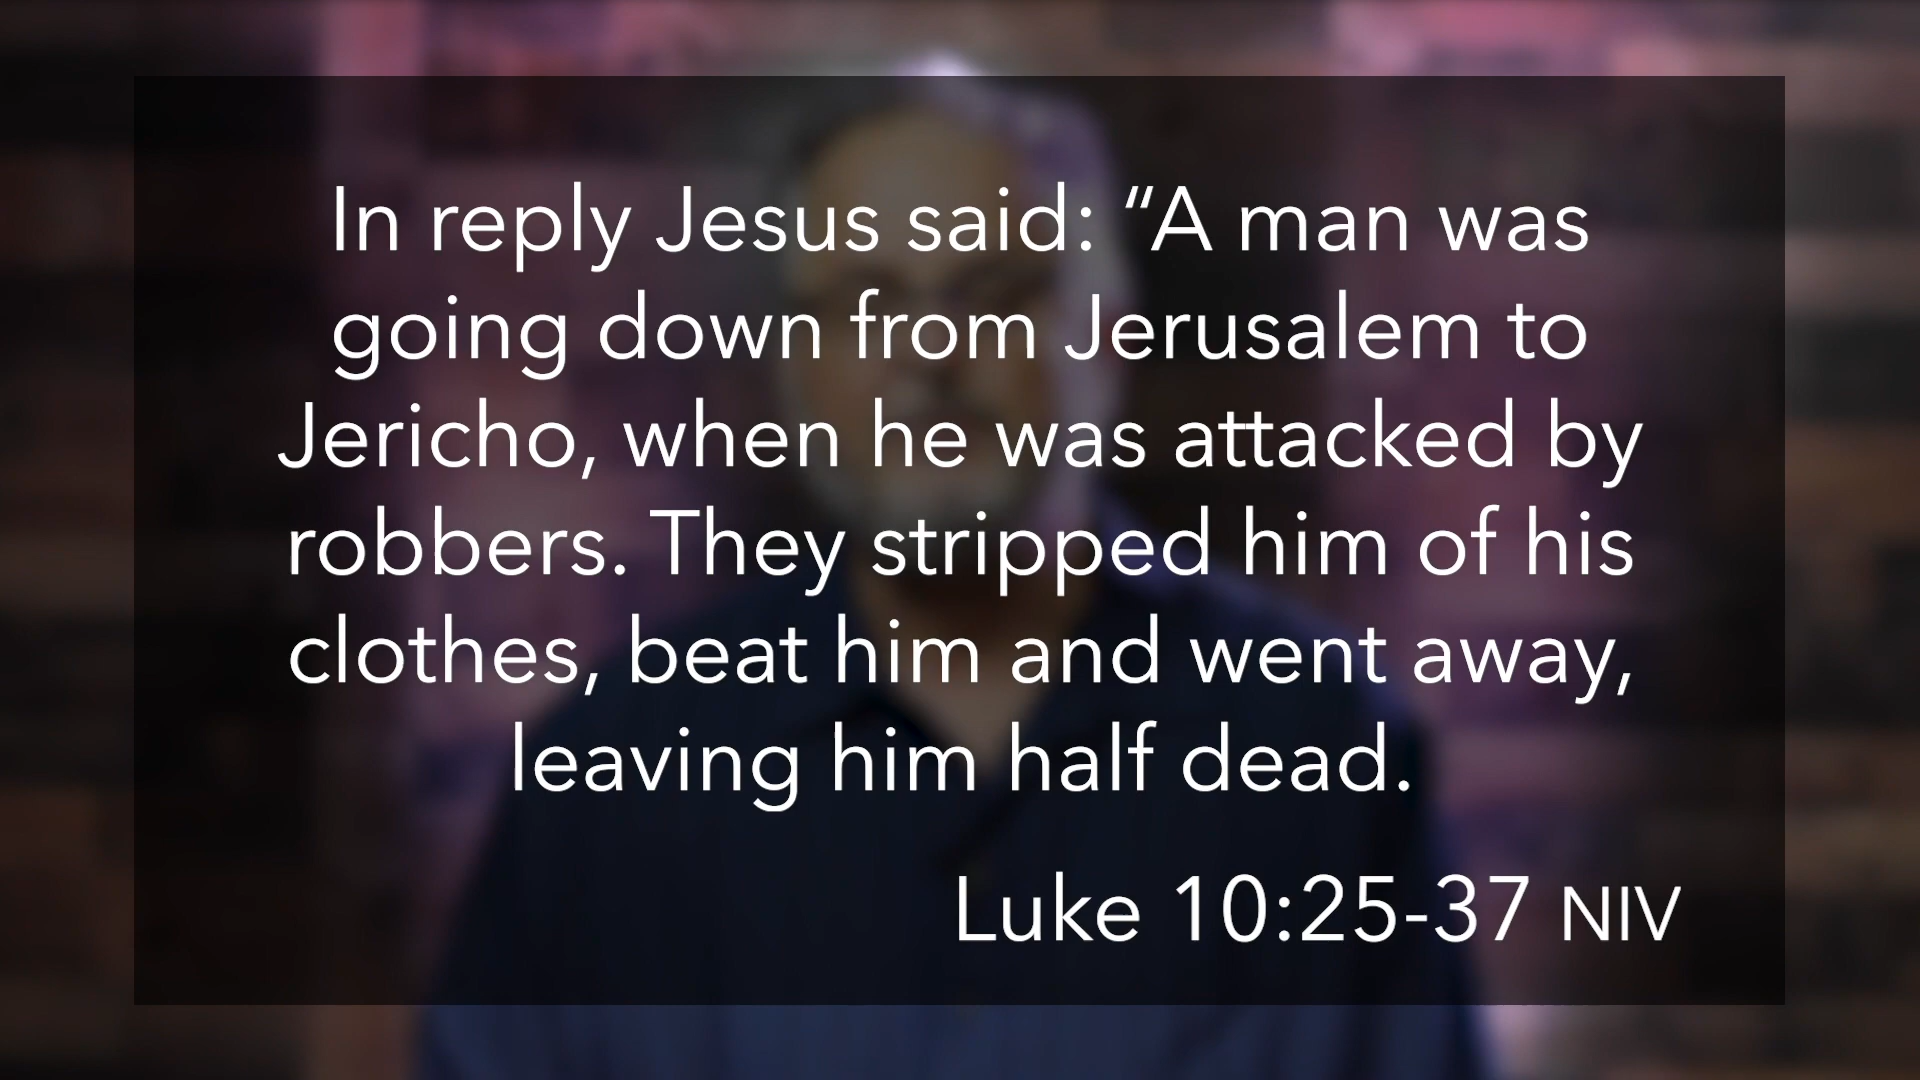 In reply Jesus said: “A man was
going down from Jerusalem to
Jericho, when he was attacked by
robbers. They stripped him of his
clothes, beat him and went away,
leaving him half dead.
Luke 10:25-37 NIV